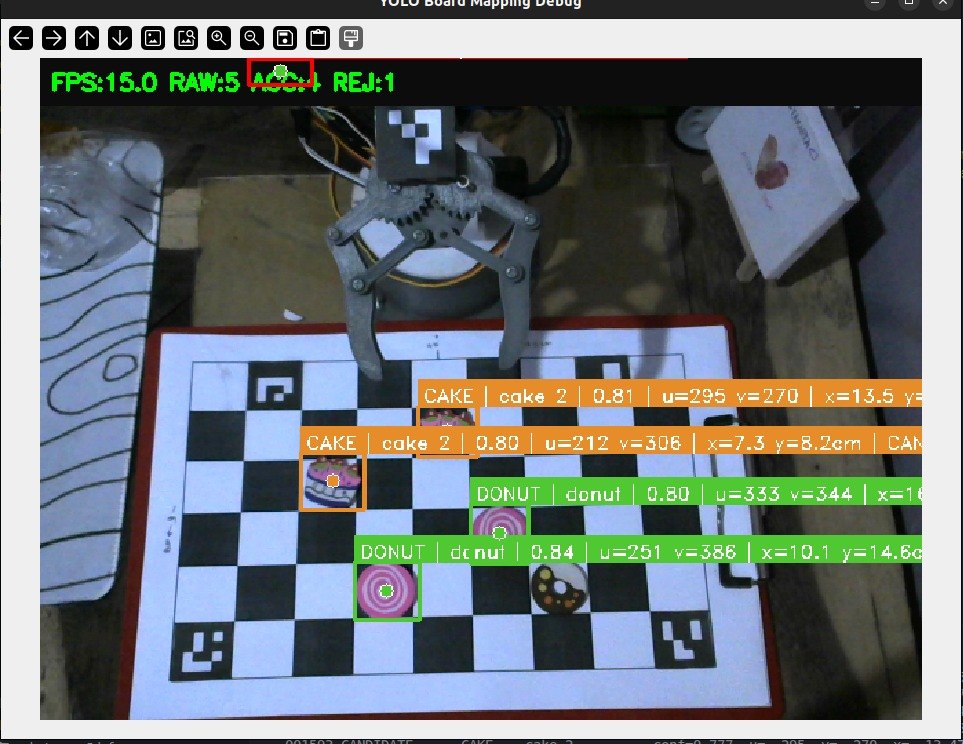 YOLO Board Mapping Debug
FPS:15.0 RAW:5 ACC:4 REJ:1
CAKE | cake 2 | 0.81 | u=295 v=270 | x=13.5 y=
CAKE | cake 2 | 0.80 | u=212 v=306 | x=7.3 y=8.2cm | CAN
DONUT | donut | 0.80 | u=333 v=344 | x=16
DONUT | donut | 0.84 | u=251 v=386 | x=10.1 y=14.6c